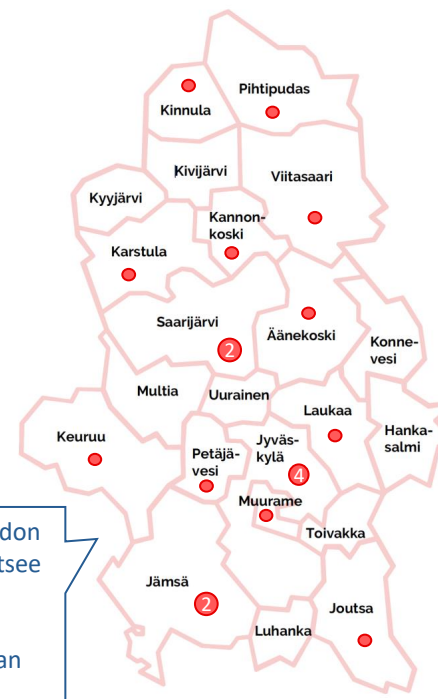 Pihtipudas
Kinnula
Kivijärvi
Viitasaari
Kyyjärvi
Kannon-
koski
Karstula
Saarijärvi
2
Äänekoski
Konne-
vesi
Multia
Uurainen
Laukaa
Hanka-
salmi
Keuruu
Petäjä-
vesi
Jyväs-
kylä
4
Muurame
Toivakka
don
tsee
an
Jämsä
2
Luhanka
Joutsa